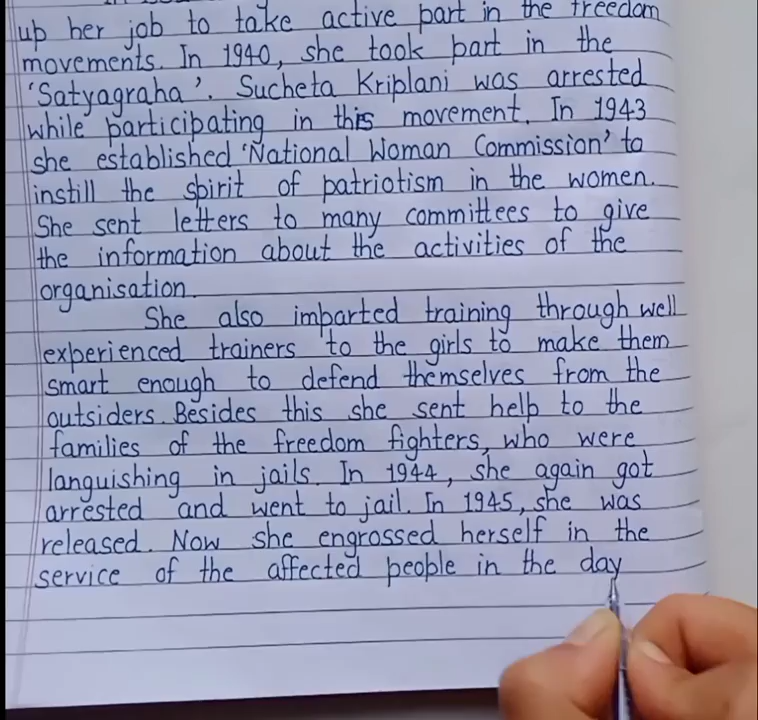 up her job to take active part in the freedom
movements. In 1940, she took part in the
'Satyagraha'. Sucheta Kriplani was arrested
while participating in this movement. In 1943
she established 'National Woman Commission' to
instill the spirit of patriotism in the women.
She sent letters to many committees to give
the information about the activities of the
organisation.
She also imparted training through well
experienced trainers to the girls to make them
smart enough to defend themselves from the
outsiders. Besides this she sent help to the
families of the freedom fighters, who were
languishing in jails. In 1944, she again got
arrested and went to jail. In 1945, she was
released. Now she engrossed herself in the
service of the affected people in the day